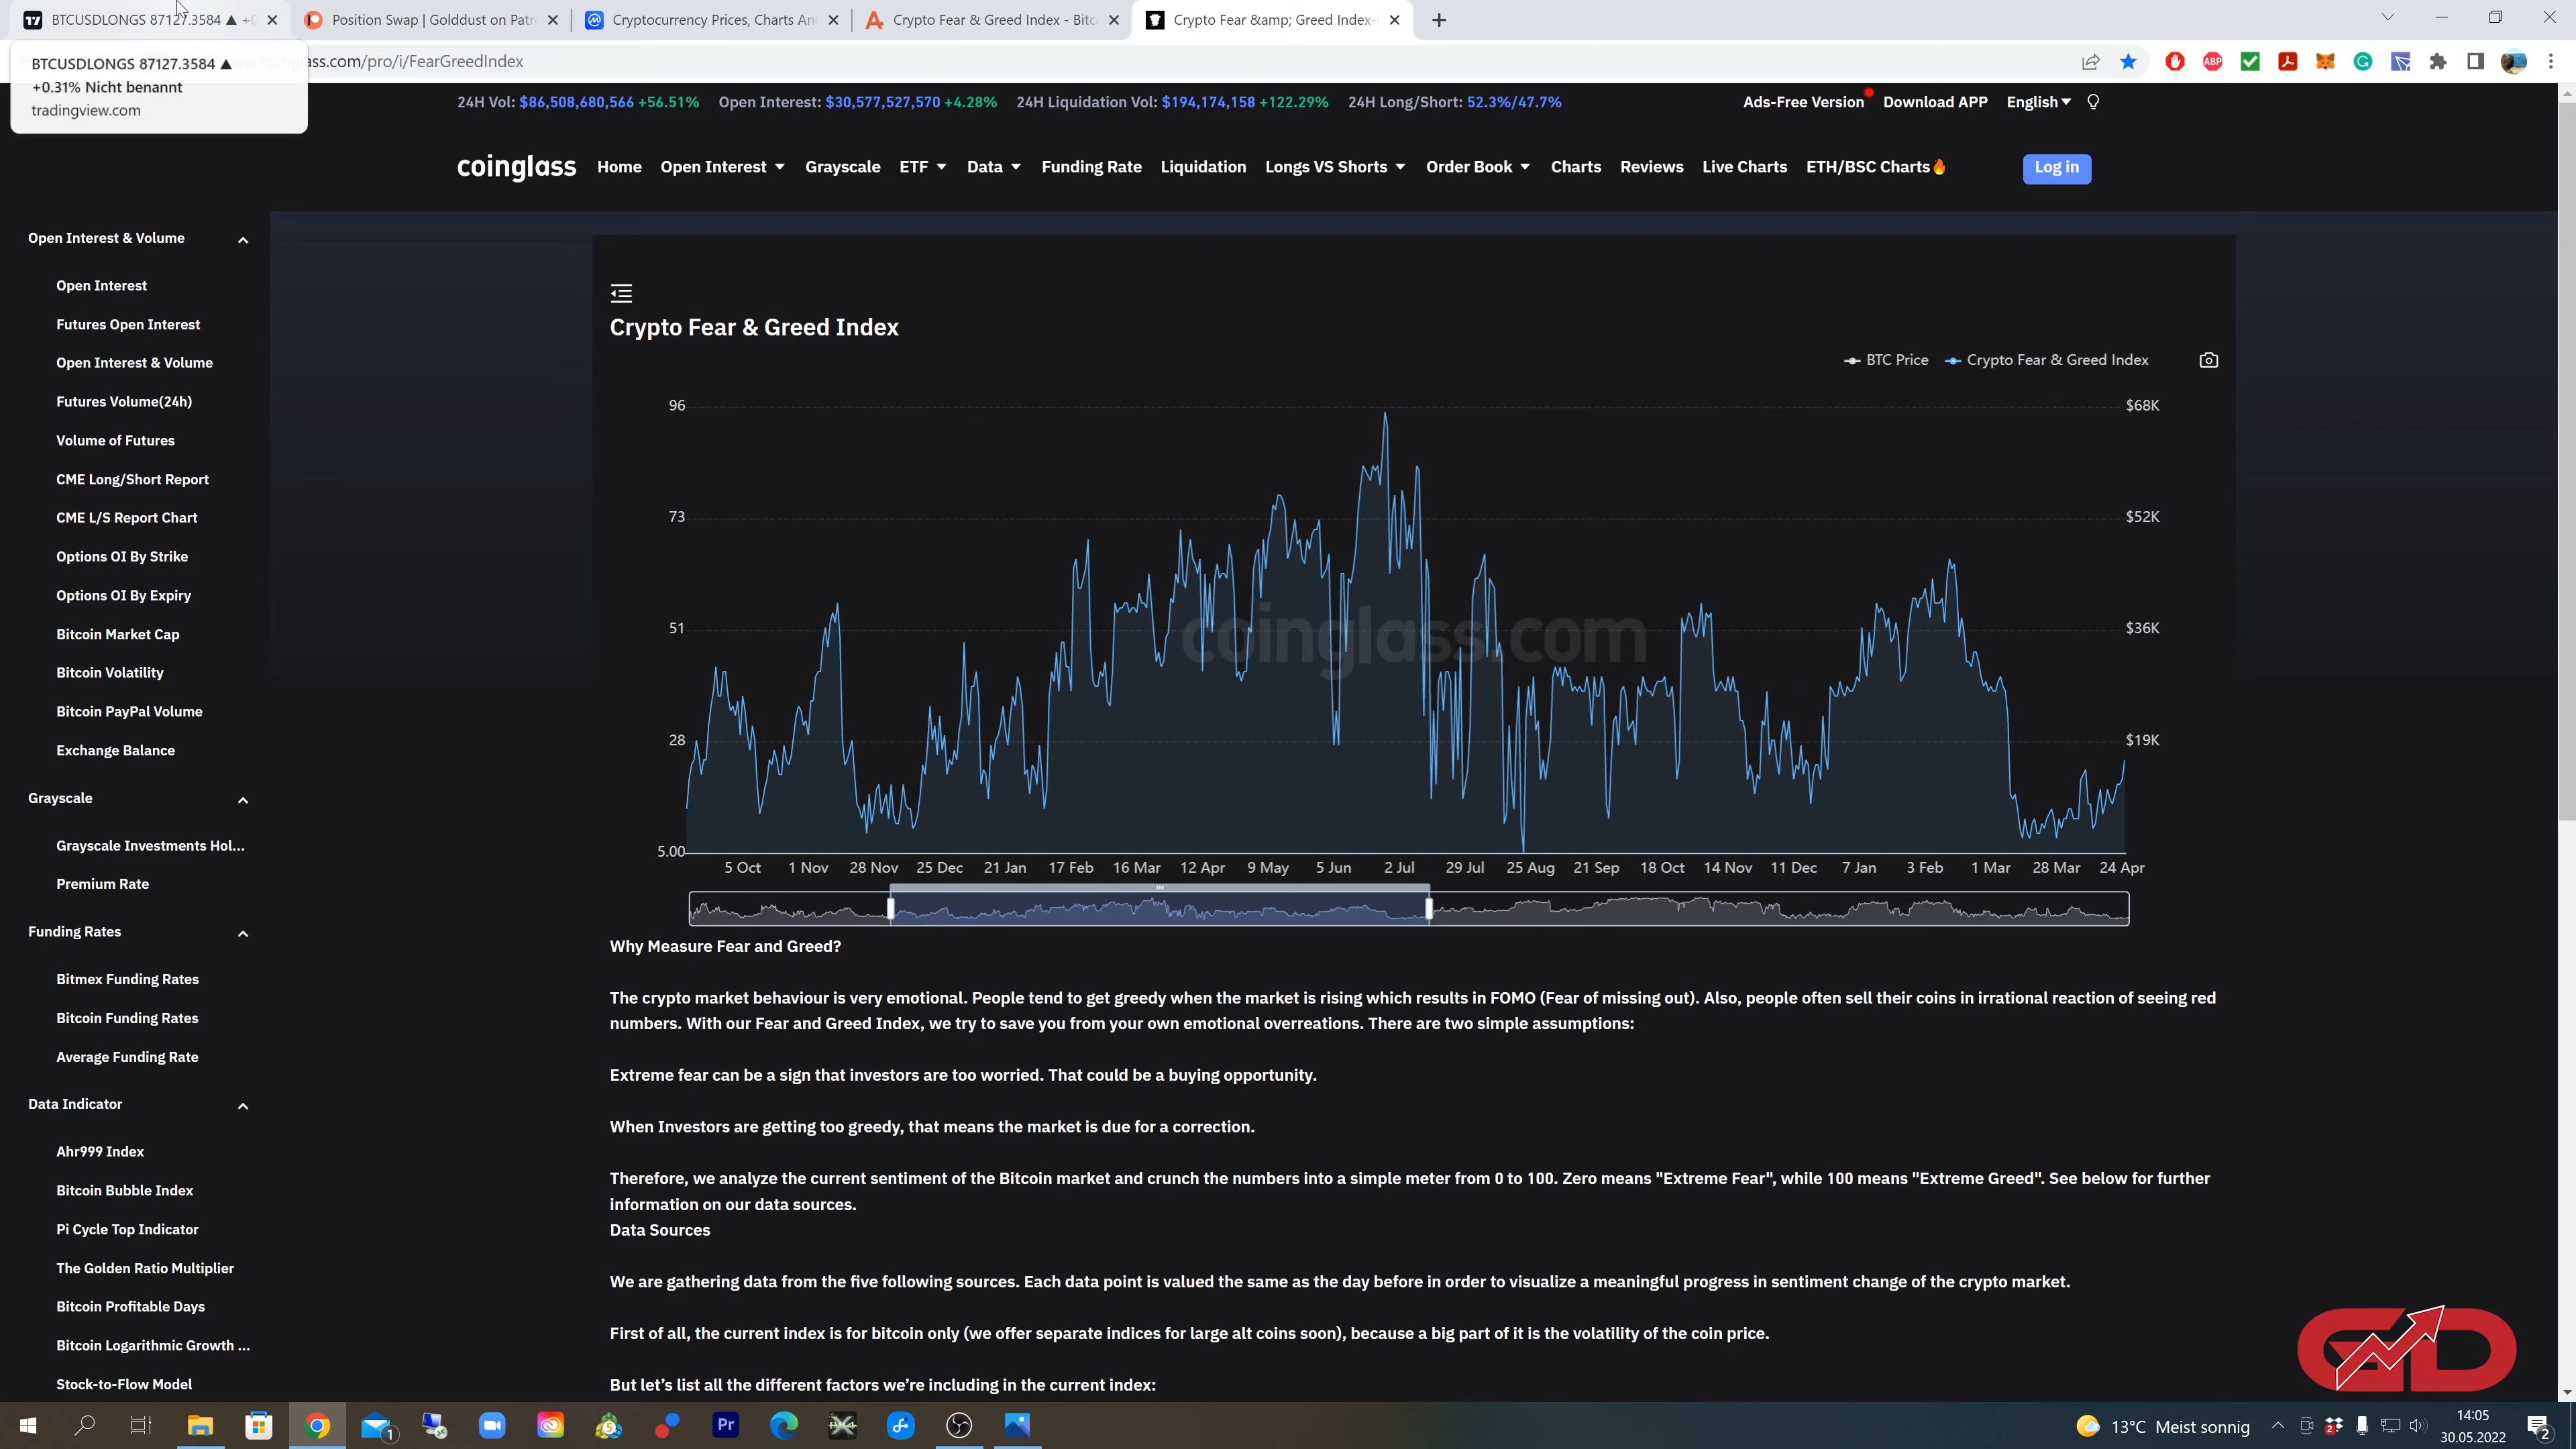 BTCUSDLONGS 87127.3584 ▲ +0
Position Swap | Golddust on Patr
Cryptocurrency Prices, Charts An
Crypto Fear & Greed Index - Bitc
Crypto Fear &amp; Greed Index-
BTCUSDLONGS 87127.3584 ▲
+0.31% Nicht benannt
tradingview.com
ss.com/pro/i/FearGreedIndex
24H Vol: $86,508,680,566 +56.51% Open Interest: $30,577,527,570 +4.28% 24H Liquidation Vol: $194,174,158 +122.29% 24H Long/Short: 52.3%/47.7%
Ads-Free Version Download APP English
coinglass Home Open Interest Grayscale ETF Data Funding Rate Liquidation Longs VS Shorts Order Book Charts Reviews Live Charts ETH/BSC Charts🔥 Log in
Open Interest & Volume
Open Interest
Futures Open Interest
Open Interest & Volume
Futures Volume(24h)
Volume of Futures
CME Long/Short Report
CME L/S Report Chart
Options OI By Strike
Options OI By Expiry
Bitcoin Market Cap
Bitcoin Volatility
Bitcoin PayPal Volume
Exchange Balance
Grayscale
Grayscale Investments Hol...
Premium Rate
Funding Rates
Bitmex Funding Rates
Bitcoin Funding Rates
Average Funding Rate
Data Indicator
Ahr999 Index
Bitcoin Bubble Index
Pi Cycle Top Indicator
The Golden Ratio Multiplier
Bitcoin Profitable Days
Bitcoin Logarithmic Growth ...
Stock-to-Flow Model
Crypto Fear & Greed Index
BTC Price Crypto Fear & Greed Index
96 $68K
73 $52K
51 $36K
28 $19K
5.00
coinglass.com
5 Oct 1 Nov 28 Nov 25 Dec 21 Jan 17 Feb 16 Mar 12 Apr 9 May 5 Jun 2 Jul 29 Jul 25 Aug 21 Sep 18 Oct 14 Nov 11 Dec 7 Jan 3 Feb 1 Mar 28 Mar 24 Apr
Why Measure Fear and Greed?
The crypto market behaviour is very emotional. People tend to get greedy when the market is rising which results in FOMO (Fear of missing out). Also, people often sell their coins in irrational reaction of seeing red
numbers. With our Fear and Greed Index, we try to save you from your own emotional overreations. There are two simple assumptions:
Extreme fear can be a sign that investors are too worried. That could be a buying opportunity.
When Investors are getting too greedy, that means the market is due for a correction.
Therefore, we analyze the current sentiment of the Bitcoin market and crunch the numbers into a simple meter from 0 to 100. Zero means "Extreme Fear", while 100 means "Extreme Greed". See below for further
information on our data sources.
Data Sources
We are gathering data from the five following sources. Each data point is valued the same as the day before in order to visualize a meaningful progress in sentiment change of the crypto market.
First of all, the current index is for bitcoin only (we offer separate indices for large alt coins soon), because a big part of it is the volatility of the coin price.
But let's list all the different factors we're including in the current index:
GD
13°C Meist sonnig
14:05
30.05.2022